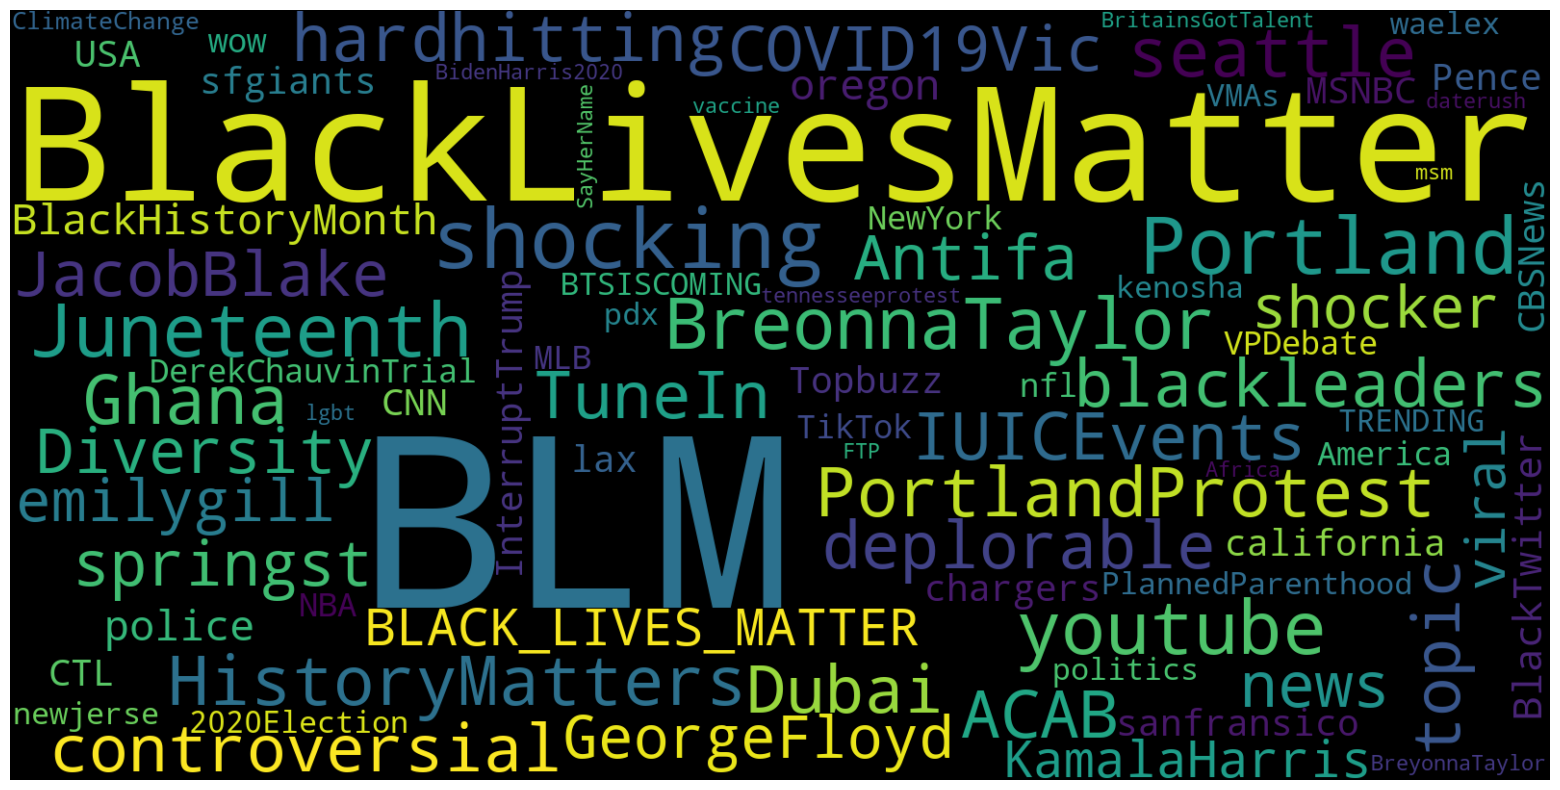 ClimateChange
BritainsGotTalent
waelex
USA
wow
hardhitting
COVID19Vic
seattle
sfgiants
BidenHarris2020
oregon
VMAs
MSNBC
Pence
vaccine
daterush
BlackLivesMatter
SayHerName
msm
BlackHistoryMonth
shocking
NewYork
Antifa
Portland
CBSNews
JacobBlake
BTSISCOMING
tennesseeprotest
kenosha
shocker
Juneteenth
InterruptTrump
pdx
BreonnaTaylor
VPDebate
DerekChauvinTrial
MLB
Ghana
lgbt
CNN
TuneIn
Topbuzz
nfl
blackleaders
TikTok
IUICEvents
TRENDING
Diversity
BLM
lax
FTP
Africa
America
viral
BlackTwitter
emilygill
PortlandProtest
springst
deplorable
california
NBA
chargers
PlannedParenthood
topic
police
BLACK_LIVES_MATTER
youtube
CTL
HistoryMatters
Dubai
politics
news
newjerse
2020Election
ACAB
sanfransico
controversial
GeorgeFloyd
KamalaHarris
BreyonnaTaylor